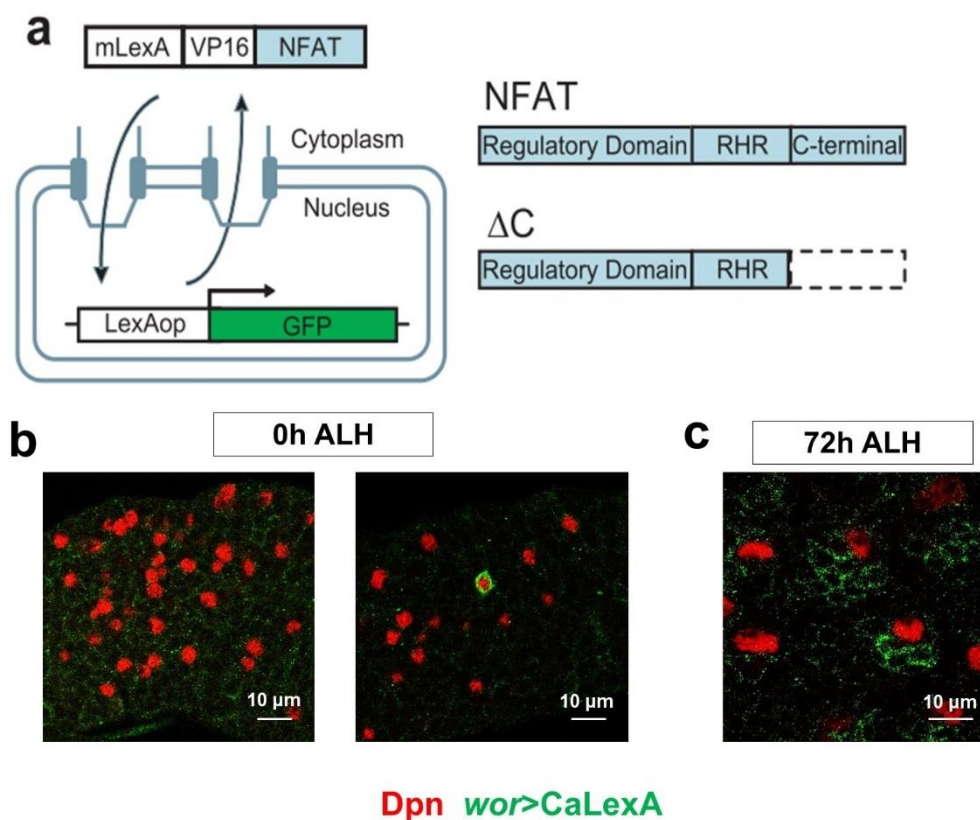 a
mLexA VP16 NFAT
Cytoplasm
Nucleus
LexAop GFP
NFAT
Regulatory Domain RHR C-terminal
ΔC
Regulatory Domain RHR
b
0h ALH
10 µm
10 µm
c
72h ALH
10 µm
Dpn wor>CaLexA